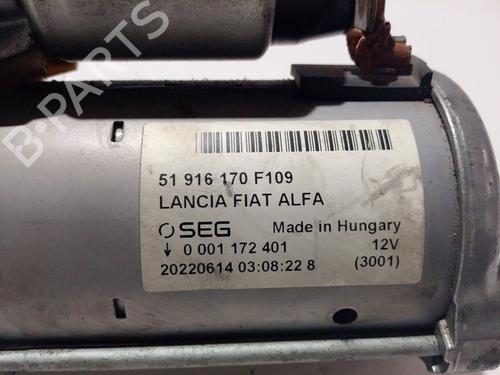 B-PARTS
51 916 170 F109
LANCIA FIAT ALFA
SEG Made in Hungary
↓ 0 001 172 401 12V
20220614 03:08:22 8 (3001)